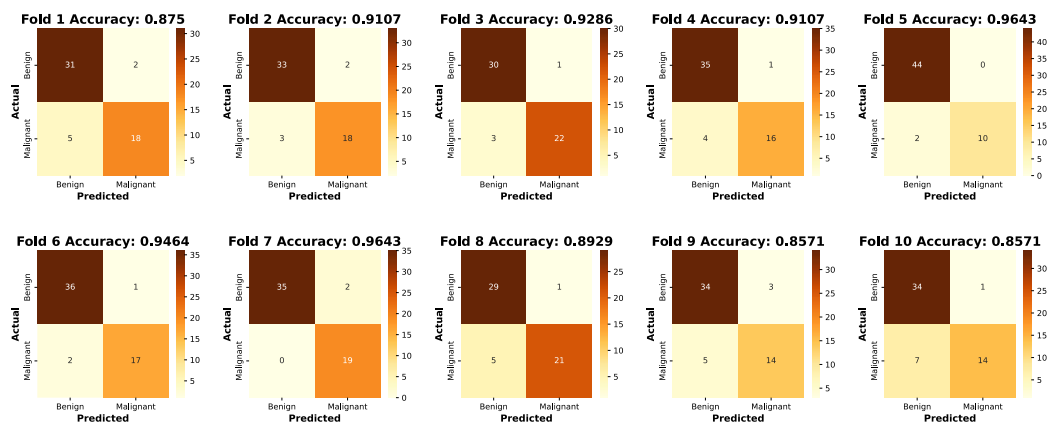 Fold 1 Accuracy: 0.875
Actual
Benign
Malignant
31 2
5 18
30
25
20
15
10
5
Benign Malignant
Predicted
Fold 2 Accuracy: 0.9107
Actual
Benign
Malignant
33 2
3 18
30
25
20
15
10
5
Benign Malignant
Predicted
Fold 3 Accuracy: 0.9286
Actual
Benign
Malignant
30 1
3 22
30
25
20
15
10
5
Benign Malignant
Predicted
Fold 4 Accuracy: 0.9107
Actual
Benign
Malignant
35 1
4 16
35
30
25
20
15
10
5
Benign Malignant
Predicted
Fold 5 Accuracy: 0.9643
Actual
Benign
Malignant
44 0
2 10
40
35
30
25
20
15
10
5
0
Benign Malignant
Predicted
Fold 6 Accuracy: 0.9464
Actual
Benign
Malignant
36 1
2 17
35
30
25
20
15
10
5
Benign Malignant
Predicted
Fold 7 Accuracy: 0.9643
Actual
Benign
Malignant
35 2
0 19
35
30
25
20
15
10
5
0
Benign Malignant
Predicted
Fold 8 Accuracy: 0.8929
Actual
Benign
Malignant
29 1
5 21
25
20
15
10
5
Benign Malignant
Predicted
Fold 9 Accuracy: 0.8571
Actual
Benign
Malignant
34 3
5 14
30
25
20
15
10
5
Benign Malignant
Predicted
Fold 10 Accuracy: 0.8571
Actual
Benign
Malignant
34 1
7 14
30
25
20
15
10
5
Benign Malignant
Predicted